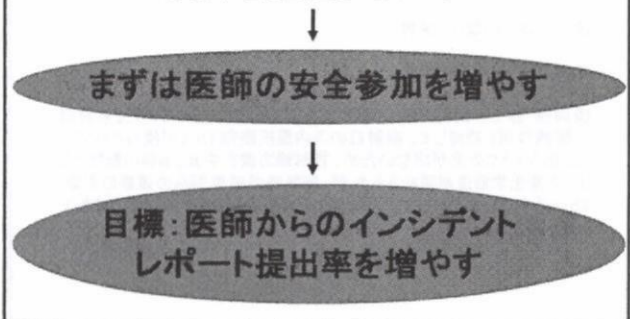 まずは医師の安全参加を増やす
目標：医師からのインシデント
レポート提出率を増やす